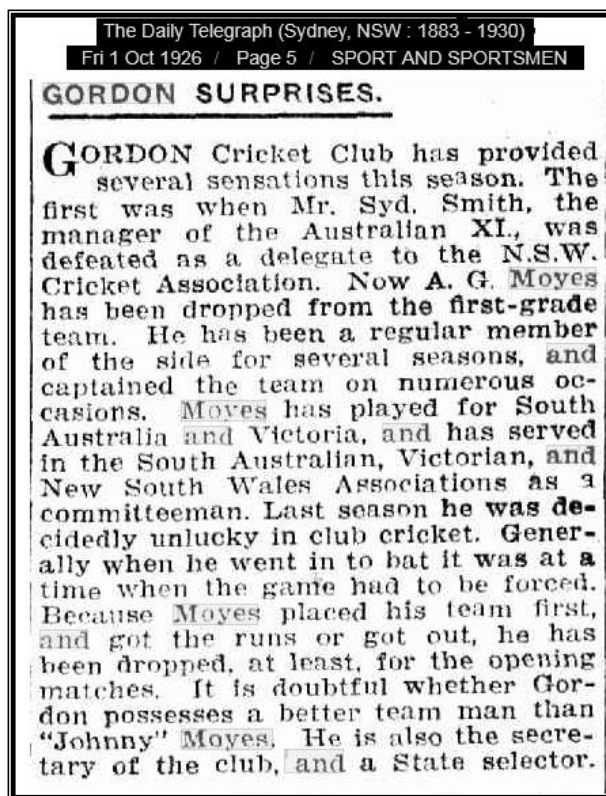 The Daily Telegraph (Sydney, NSW : 1883 - 1930)
Fri 1 Oct 1926 / Page 5 / SPORT AND SPORTSMEN
GORDON SURPRISES.
GORDON Cricket Club has provided
several sensations this season. The
first was when Mr. Syd. Smith, the
manager of the Australian XI., was
defeated as a delegate to the N.S.W.
Cricket Association. Now A. G. Moyes
has been dropped from the first-grade
team. He has been a regular member
of the side for several seasons, and
captained the team on numerous oc-
casions. Moyes has played for South
Australia and Victoria, and has served
in the South Australian, Victorian, and
New South Wales Associations as a
committeeman. Last season he was de-
cidedly unlucky in club cricket. Gener-
ally when he went in to bat it was at a
time when the game had to be forced.
Because Moyes placed his team first,
and got the runs or got out, he has
been dropped, at least, for the opening
matches. It is doubtful whether Gor-
don possesses a better team man than
"Johnny" Moyes. He is also the secre-
tary of the club, and a State selector.